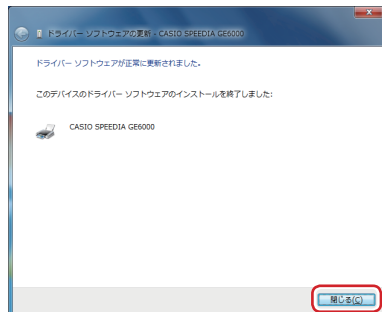 ドライバー ソフトウェアの更新 - CASIO SPEEDIA GE6000
ドライバー ソフトウェアが正常に更新されました。
このデバイスのドライバー ソフトウェアのインストールを終了しました:
CASIO SPEEDIA GE6000
閉じる(C)